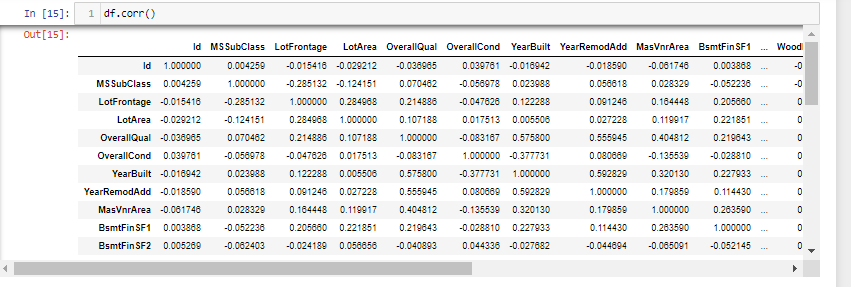 In [15]: 1 df.corr()
Out[15]:
Id MSSubClass LotFrontage LotArea OverallQual OverallCond YearBuilt YearRemodAdd MasVnrArea BsmtFinSF1 ... Wood
Id 1.000000 0.004259 -0.015416 -0.029212 -0.036965 0.039761 -0.016942 -0.018590 -0.061746 0.003868 ... -0
MSSubClass 0.004259 1.000000 -0.285132 -0.124151 0.070462 -0.056978 0.023988 0.056618 0.028329 -0.052236 ... -0
LotFrontage -0.015416 -0.285132 1.000000 0.284968 0.214886 -0.047626 0.122288 0.091246 0.164448 0.205660 ... 0
LotArea -0.029212 -0.124151 0.284968 1.000000 0.107188 0.017513 0.005506 0.027228 0.119917 0.221851 ... 0
OverallQual -0.036965 0.070462 0.214886 0.107188 1.000000 -0.083167 0.575800 0.555945 0.404812 0.219643 ... 0
OverallCond 0.039761 -0.056978 -0.047626 0.017513 -0.083167 1.000000 -0.377731 0.080669 -0.135539 -0.028810 ... 0
YearBuilt -0.016942 0.023988 0.122288 0.005506 0.575800 -0.377731 1.000000 0.592829 0.320130 0.227933 ... 0
YearRemodAdd -0.018590 0.056618 0.091246 0.027228 0.555945 0.080669 0.592829 1.000000 0.179859 0.114430 ... 0
MasVnrArea -0.061746 0.028329 0.164448 0.119917 0.404812 -0.135539 0.320130 0.179859 1.000000 0.263590 ... 0
BsmtFinSF1 0.003868 -0.052236 0.205660 0.221851 0.219643 -0.028810 0.227933 0.114430 0.263590 1.000000 ... 0
BsmtFinSF2 0.005269 -0.062403 -0.024189 0.056656 -0.040893 0.044336 -0.027682 -0.044694 -0.065091 -0.052145 ... 0